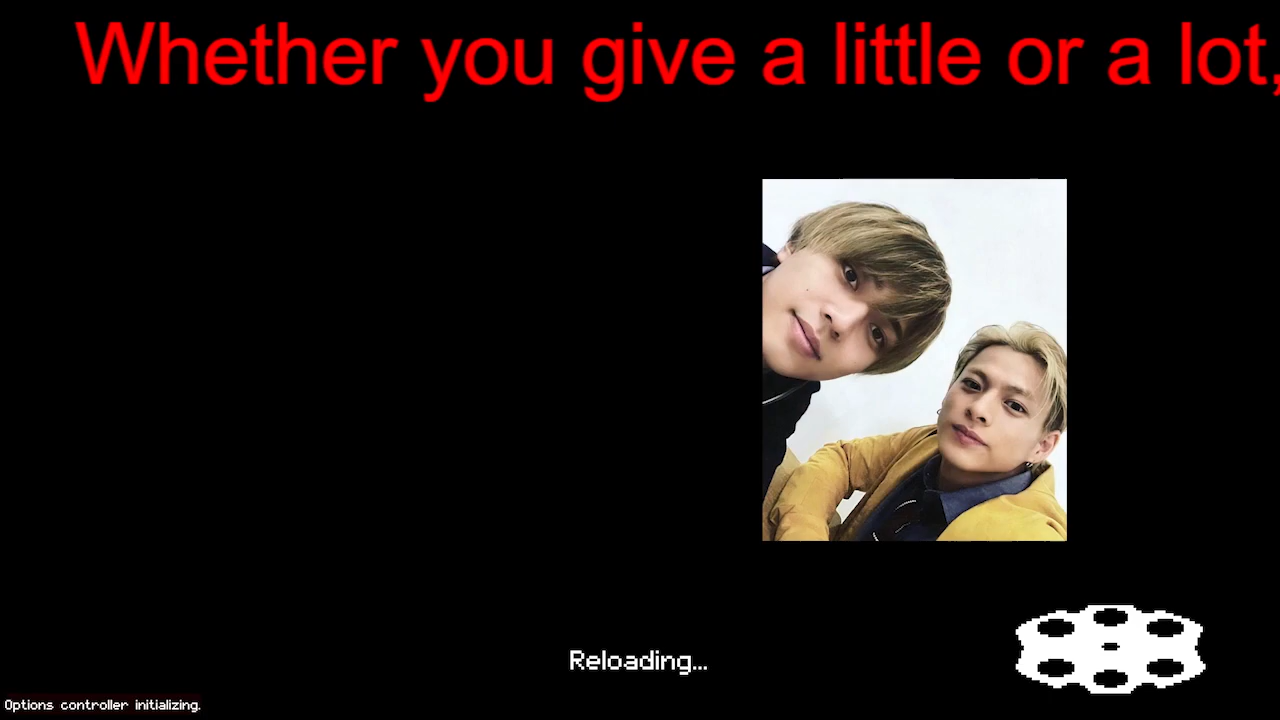 Whether you give a little or a lot,
Reloading...
Options controller initializing.